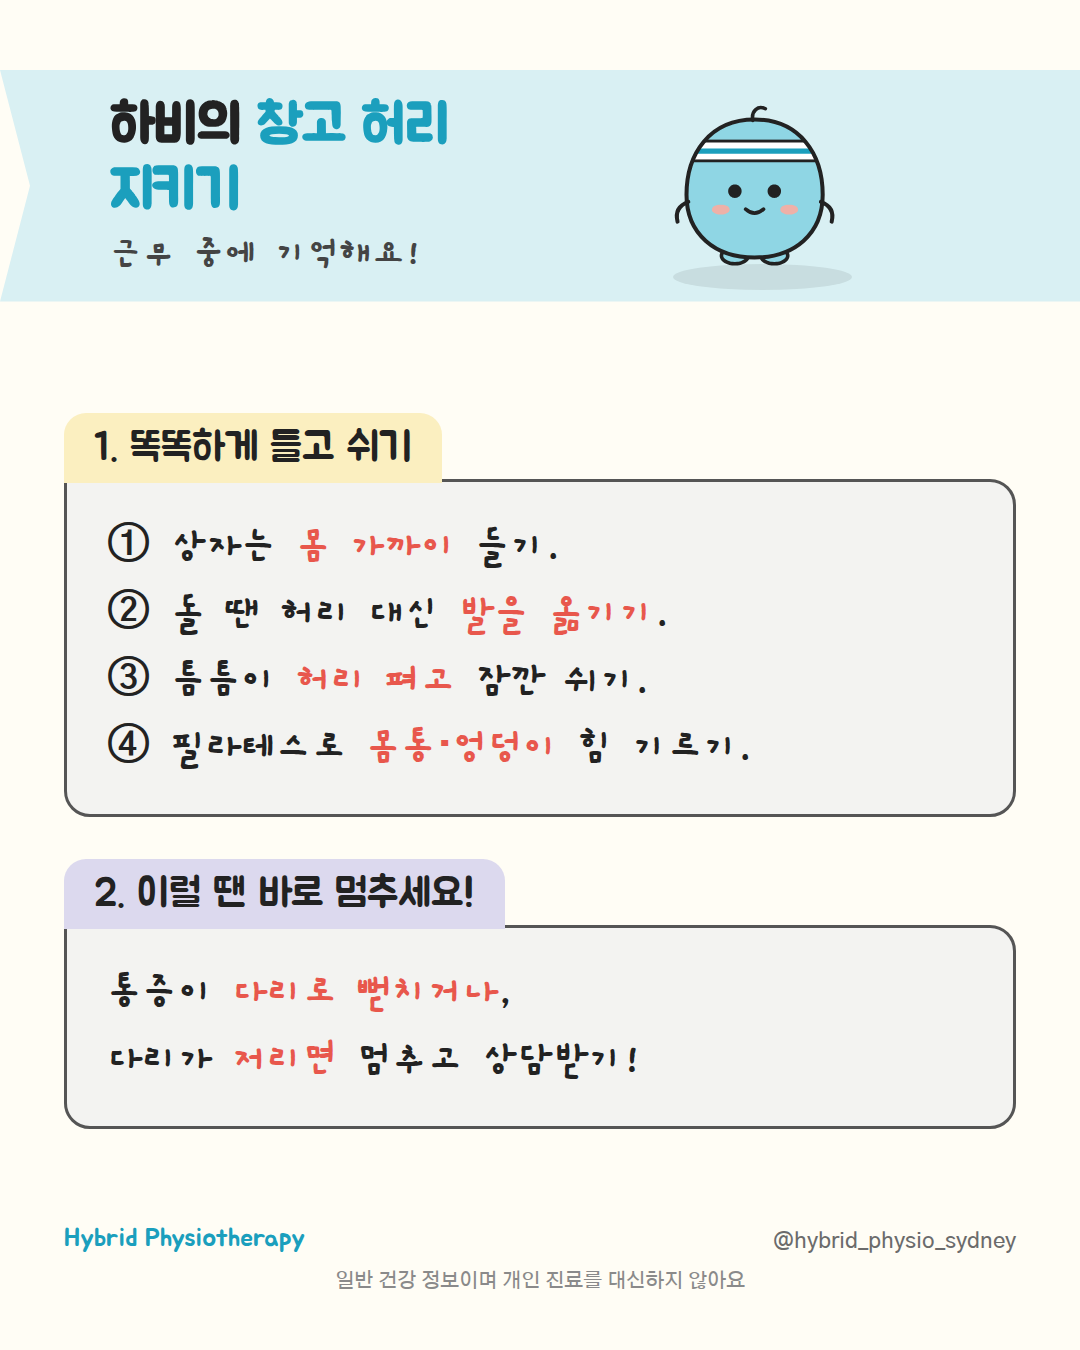 하비의 창고 허리
지키기
근무 중에 기억해요!
1. 똑똑하게 들고 쉬기
① 상자는 몸 가까이 들기.
② 돌 땐 허리 대신 발을 옮기기.
③ 틈틈이 허리 펴고 잠깐 쉬기.
④ 필라테스로 몸통·엉덩이 힘 기르기.
2. 이럴 땐 바로 멈추세요!
통증이 다리로 뻗치거나,
다리가 저리면 멈추고 상담받기!
Hybrid Physiotherapy
@hybrid_physio_sydney
일반 건강 정보이며 개인 진료를 대신하지 않아요